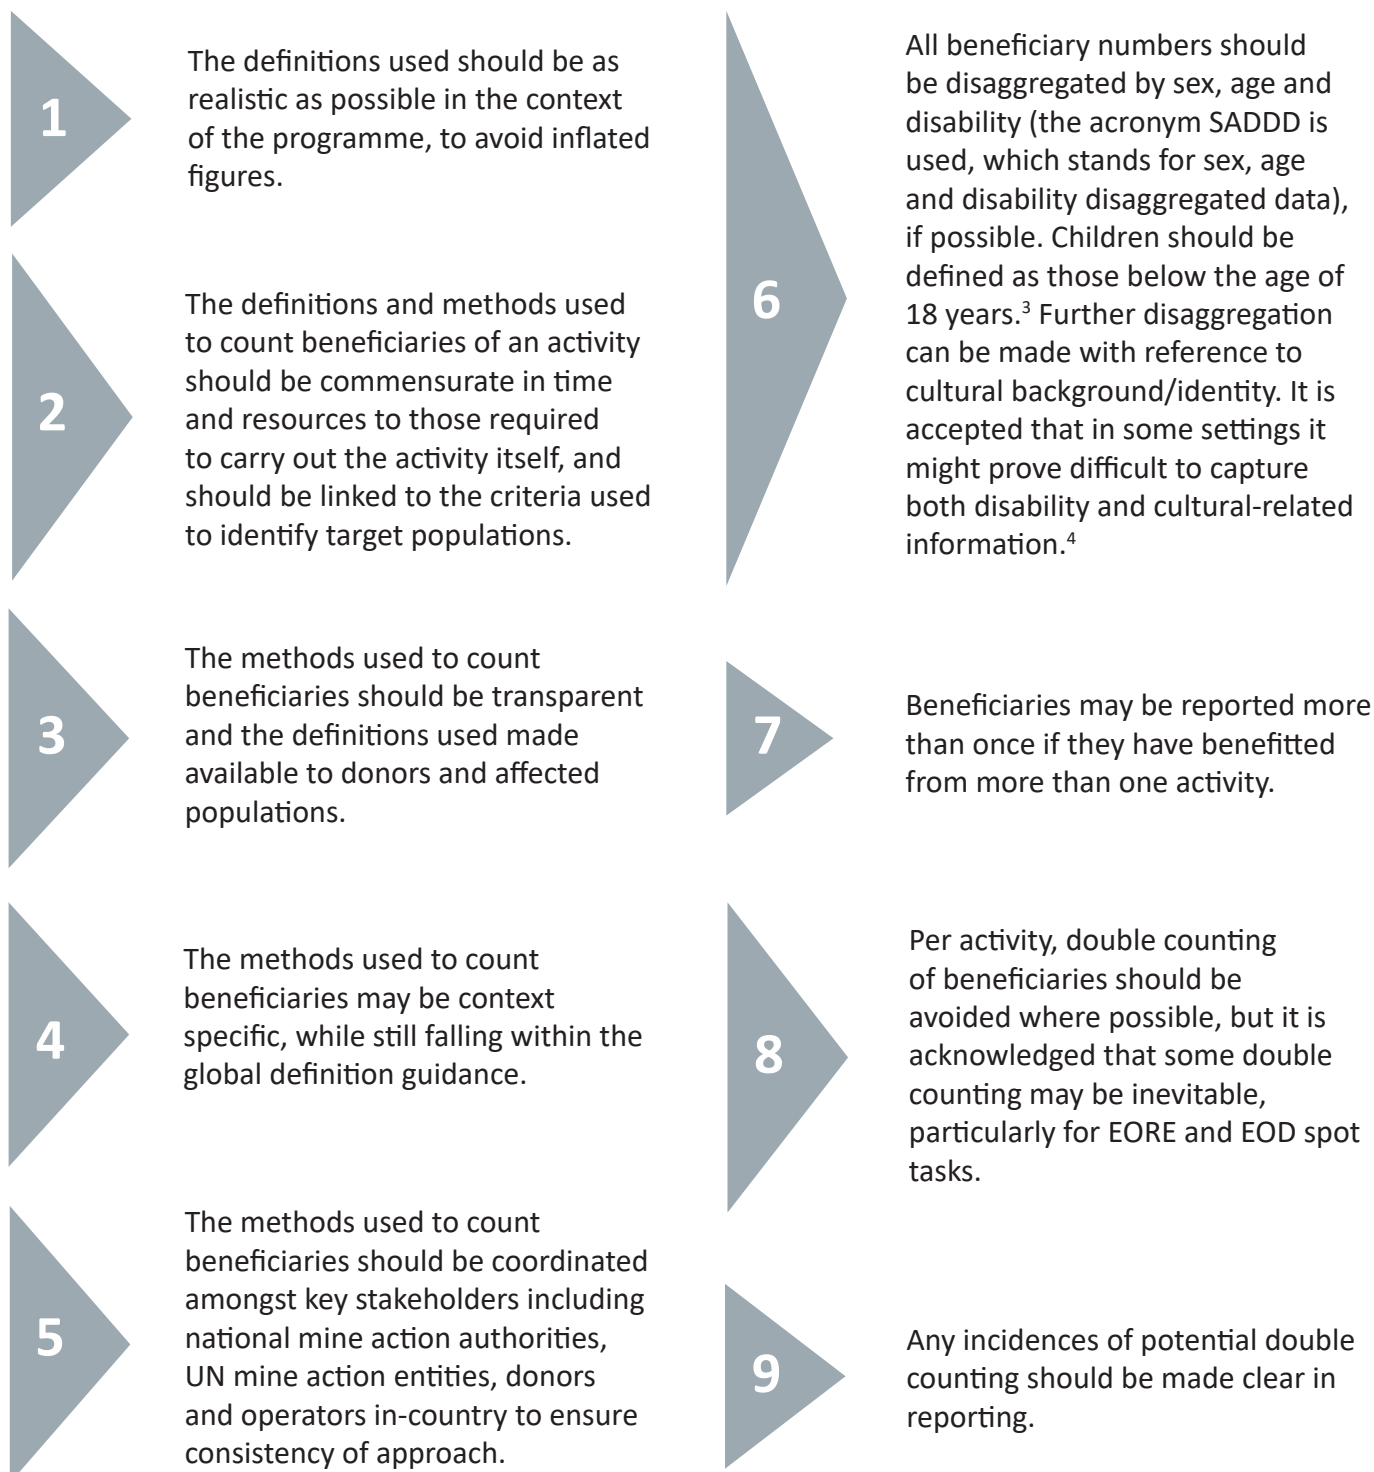 1
The definitions used should be as
realistic as possible in the context
of the programme, to avoid inflated
figures.
2
The definitions and methods used
to count beneficiaries of an activity
should be commensurate in time
and resources to those required
to carry out the activity itself, and
should be linked to the criteria used
to identify target populations.
3
The methods used to count
beneficiaries should be transparent
and the definitions used made
available to donors and affected
populations.
4
The methods used to count
beneficiaries may be context
specific, while still falling within the
global definition guidance.
5
The methods used to count
beneficiaries should be coordinated
amongst key stakeholders including
national mine action authorities,
UN mine action entities, donors
and operators in-country to ensure
consistency of approach.
6
All beneficiary numbers should
be disaggregated by sex, age and
disability (the acronym SADDD is
used, which stands for sex, age
and disability disaggregated data),
if possible. Children should be
defined as those below the age of
18 years.³ Further disaggregation
can be made with reference to
cultural background/identity. It is
accepted that in some settings it
might prove difficult to capture
both disability and cultural-related
information.⁴
7
Beneficiaries may be reported more
than once if they have benefitted
from more than one activity.
8
Per activity, double counting
of beneficiaries should be
avoided where possible, but it is
acknowledged that some double
counting may be inevitable,
particularly for EORE and EOD spot
tasks.
9
Any incidences of potential double
counting should be made clear in
reporting.